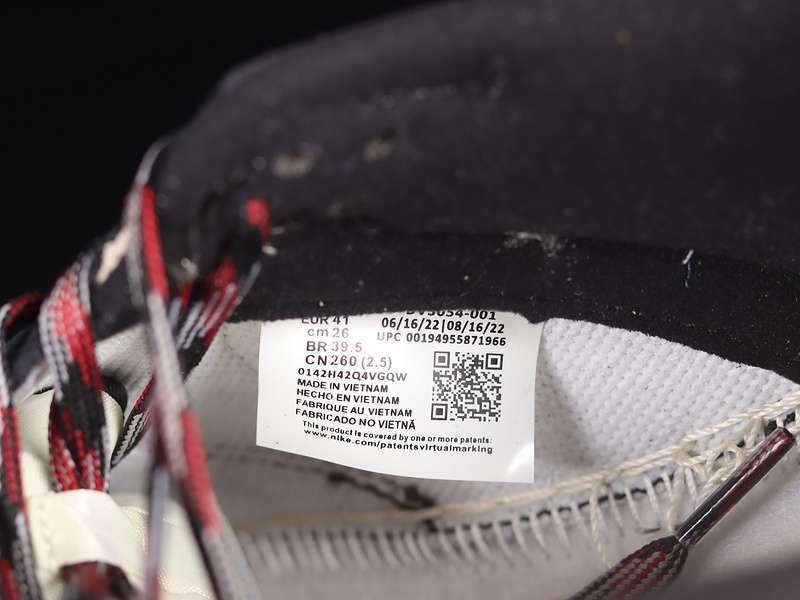 EUR 41
cm 26
BR 39.5
CN 260 (2.5)
0142H42Q4VGQW
MADE IN VIETNAM
HECHO EN VIETNAM
FABRIQUE AU VIETNAM
FABRICADO NO VIETNÃ
-001
06/16/22|08/16/22
UPC 00194955871966
This product is covered by one or more patents:
www.nike.com/patentsvirtualmarking